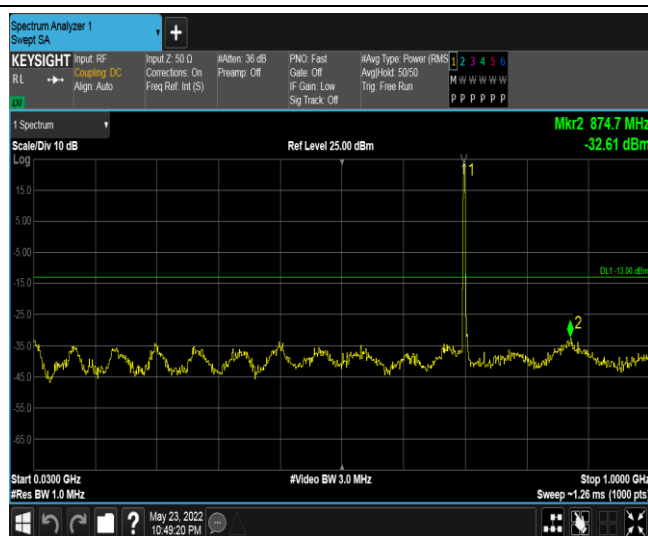 Spectrum Analyzer 1
Swept SA
+
KEYSIGHT
RL
LM
Input: RF
Coupling: DC
Align: Auto
Input Z: 50 Ω
Corrections: On
Freq Ref: Int (S)
#Atten: 36 dB
Preamp: Off
PNO: Fast
Gate: Off
IF Gain: Low
Sig Track: Off
#Avg Type: Power (RMS
Avg|Hold: 50/50
Trig: Free Run
1 2 3 4 5 6
M W W W W W
P P P P P P
1 Spectrum
Mkr2 874.7 MHz
-32.61 dBm
Scale/Div 10 dB
Ref Level 25.00 dBm
Log
15.0
5.00
-5.00
-15.0
-25.0
-35.0
-45.0
-55.0
-65.0
1
DL1 -13.00 dBm
2
Start 0.0300 GHz
#Video BW 3.0 MHz
Stop 1.0000 GHz
#Res BW 1.0 MHz
Sweep ~1.26 ms (1000 pts)
?
May 23, 2022
10:49:20 PM